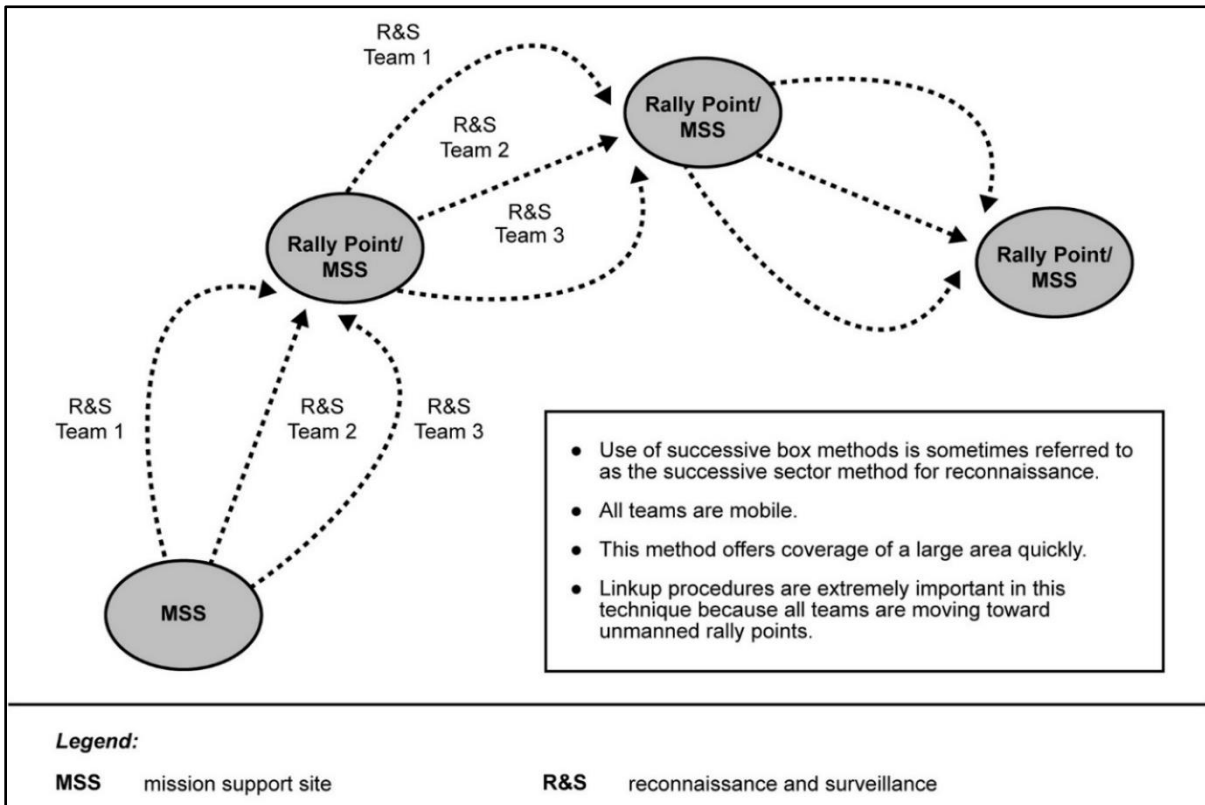 R&S
Team 1
R&S
Team 2
R&S
Team 3
Rally Point/
MSS
Rally Point/
MSS
Rally Point/
MSS
R&S
Team 1
R&S
Team 2
R&S
Team 3
MSS
● Use of successive box methods is sometimes referred to
as the successive sector method for reconnaissance.
● All teams are mobile.
● This method offers coverage of a large area quickly.
● Linkup procedures are extremely important in this
technique because all teams are moving toward
unmanned rally points.
Legend:
MSS mission support site R&S reconnaissance and surveillance